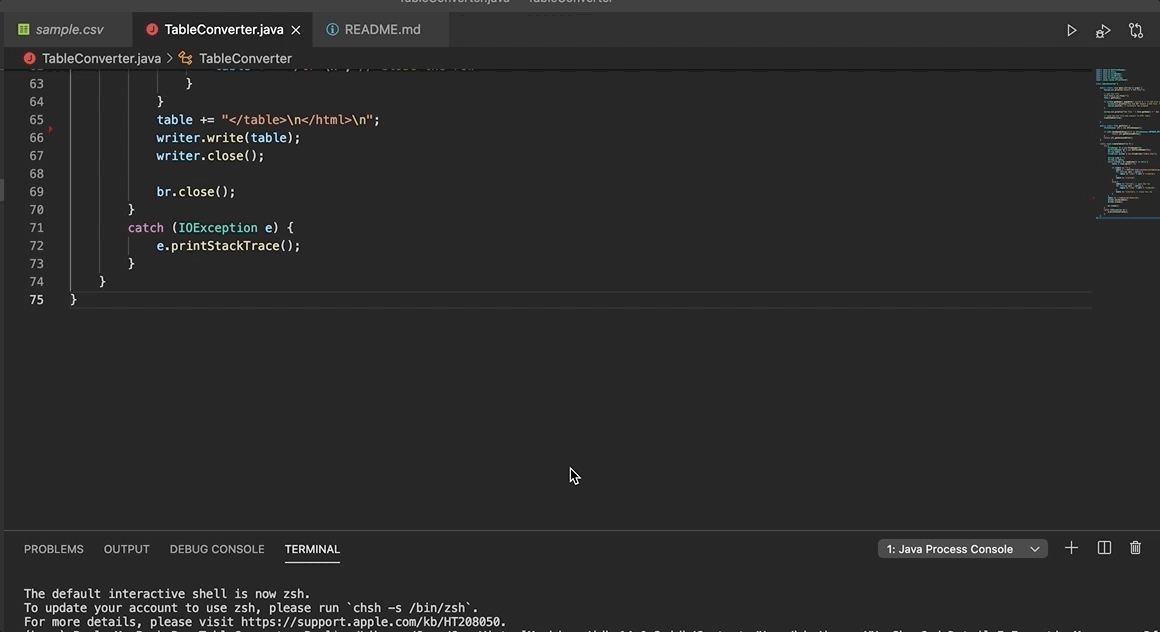 sample.csv TableConverter.java README.md
TableConverter.java TableConverter
63 }
64 }
65 table += "</table>\n</html>\n";
66 writer.write(table);
67 writer.close();
68
69 br.close();
70 }
71 catch (IOException e) {
72 e.printStackTrace();
73 }
74 }
75 }
PROBLEMS OUTPUT DEBUG CONSOLE TERMINAL 1: Java Process Console
The default interactive shell is now zsh.
To update your account to use zsh, please run `chsh -s /bin/zsh`.
For more details, please visit https://support.apple.com/kb/HT208050.